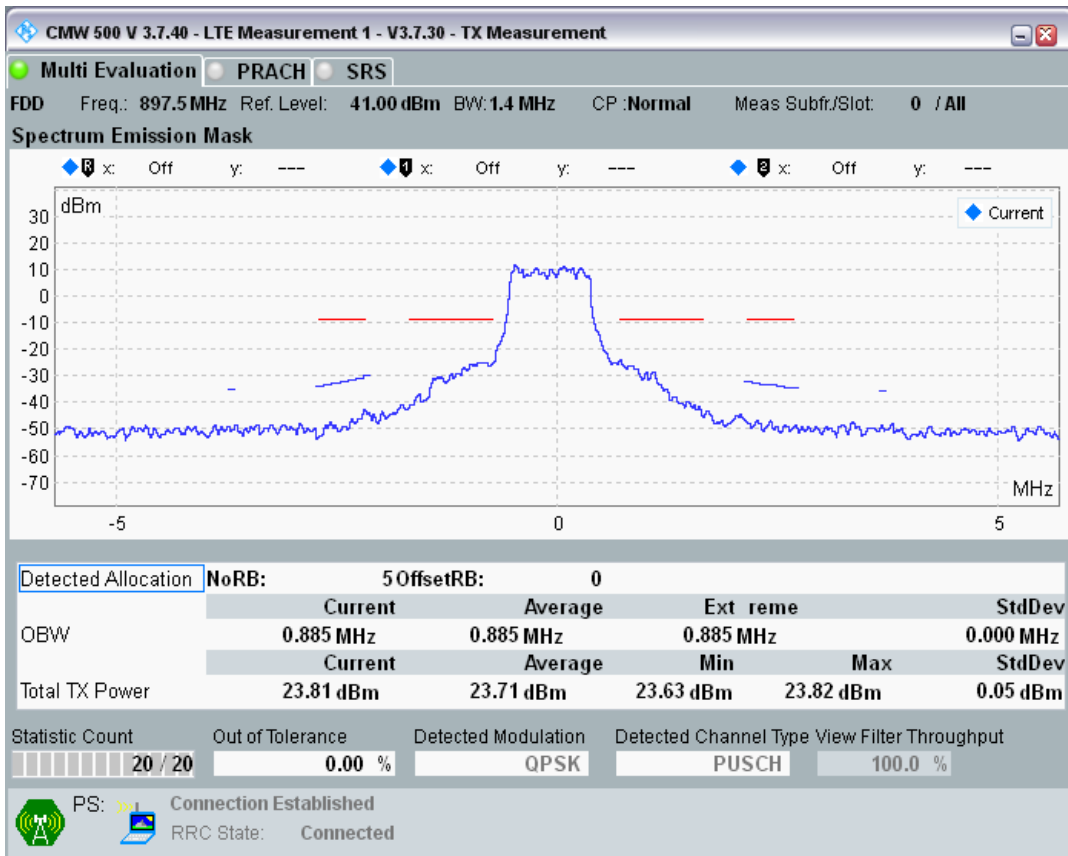 CMW 500 V 3.7.40 - LTE Measurement 1 - V3.7.30 - TX Measurement
Multi Evaluation PRACH SRS
FDD Freq.: 897.5 MHz Ref. Level: 41.00 dBm BW: 1.4 MHz CP :Normal Meas Subfr./Slot: 0 / All
Spectrum Emission Mask
R x: Off y: --- 1 x: Off y: --- 2 x: Off y: ---
dBm
Current
30
20
10
0
-10
-20
-30
-40
-50
-60
-70
MHz
-5 0 5
Detected Allocation NoRB: 5 OffsetRB: 0
Current Average Ext reme StdDev
OBW 0.885 MHz 0.885 MHz 0.885 MHz 0.000 MHz
Current Average Min Max StdDev
Total TX Power 23.81 dBm 23.71 dBm 23.63 dBm 23.82 dBm 0.05 dBm
Statistic Count Out of Tolerance Detected Modulation Detected Channel Type View Filter Throughput
20 / 20 0.00 % QPSK PUSCH 100.0 %
PS: Connection Established
RRC State: Connected